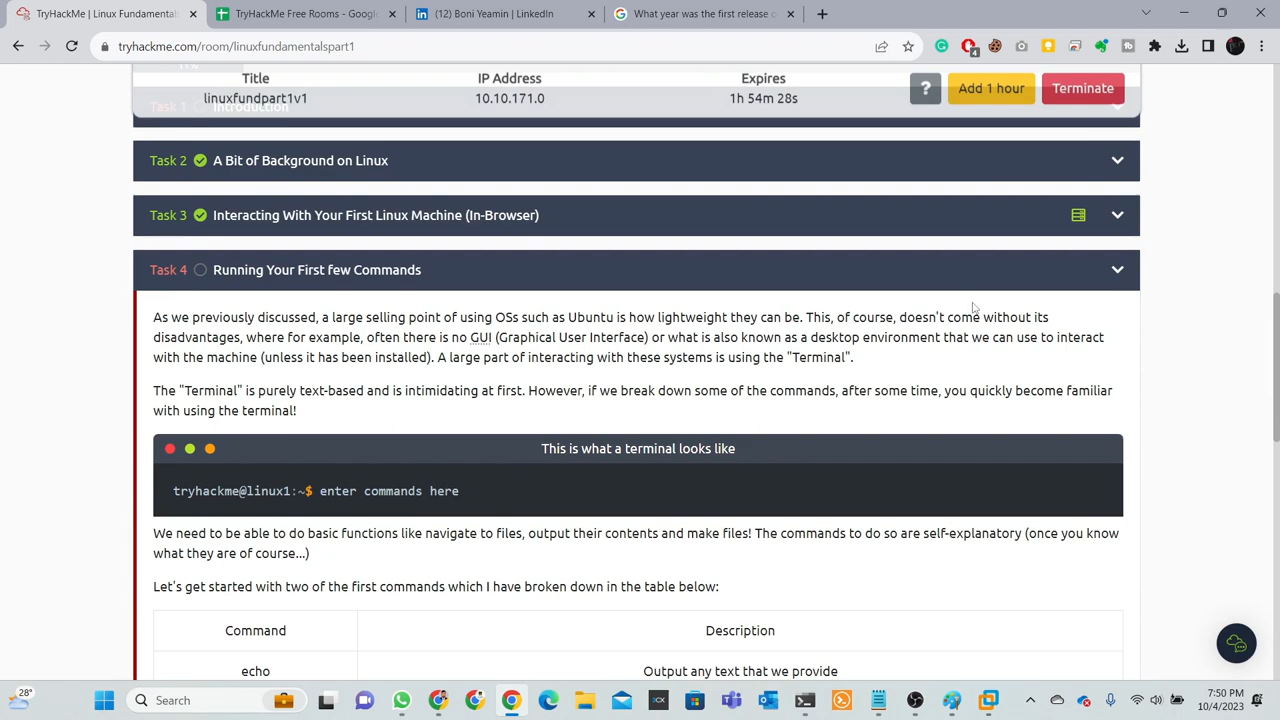 TryHackMe | Linux Fundamental
TryHackMe Free Rooms - Google
(12) Boni Yeamin | LinkedIn
What year was the first release o
tryhackme.com/room/linuxfundamentalspart1
4
Title
IP Address
Expires
linuxfundpart1v1
10.10.171.0
1h 54m 28s
?
Add 1 hour
Terminate
Task 1
Introduction
Task 2
A Bit of Background on Linux
Task 3
Interacting With Your First Linux Machine (In-Browser)
Task 4
Running Your First few Commands
As we previously discussed, a large selling point of using OSs such as Ubuntu is how lightweight they can be. This, of course, doesn't come without its
disadvantages, where for example, often there is no GUI (Graphical User Interface) or what is also known as a desktop environment that we can use to interact
with the machine (unless it has been installed). A large part of interacting with these systems is using the "Terminal".
The "Terminal" is purely text-based and is intimidating at first. However, if we break down some of the commands, after some time, you quickly become familiar
with using the terminal!
This is what a terminal looks like
tryhackme@linux1:~$ enter commands here
We need to be able to do basic functions like navigate to files, output their contents and make files! The commands to do so are self-explanatory (once you know
what they are of course...)
Let's get started with two of the first commands which I have broken down in the table below:
Command
Description
echo
Output any text that we provide
28°
Search
7:50 PM
10/4/2023